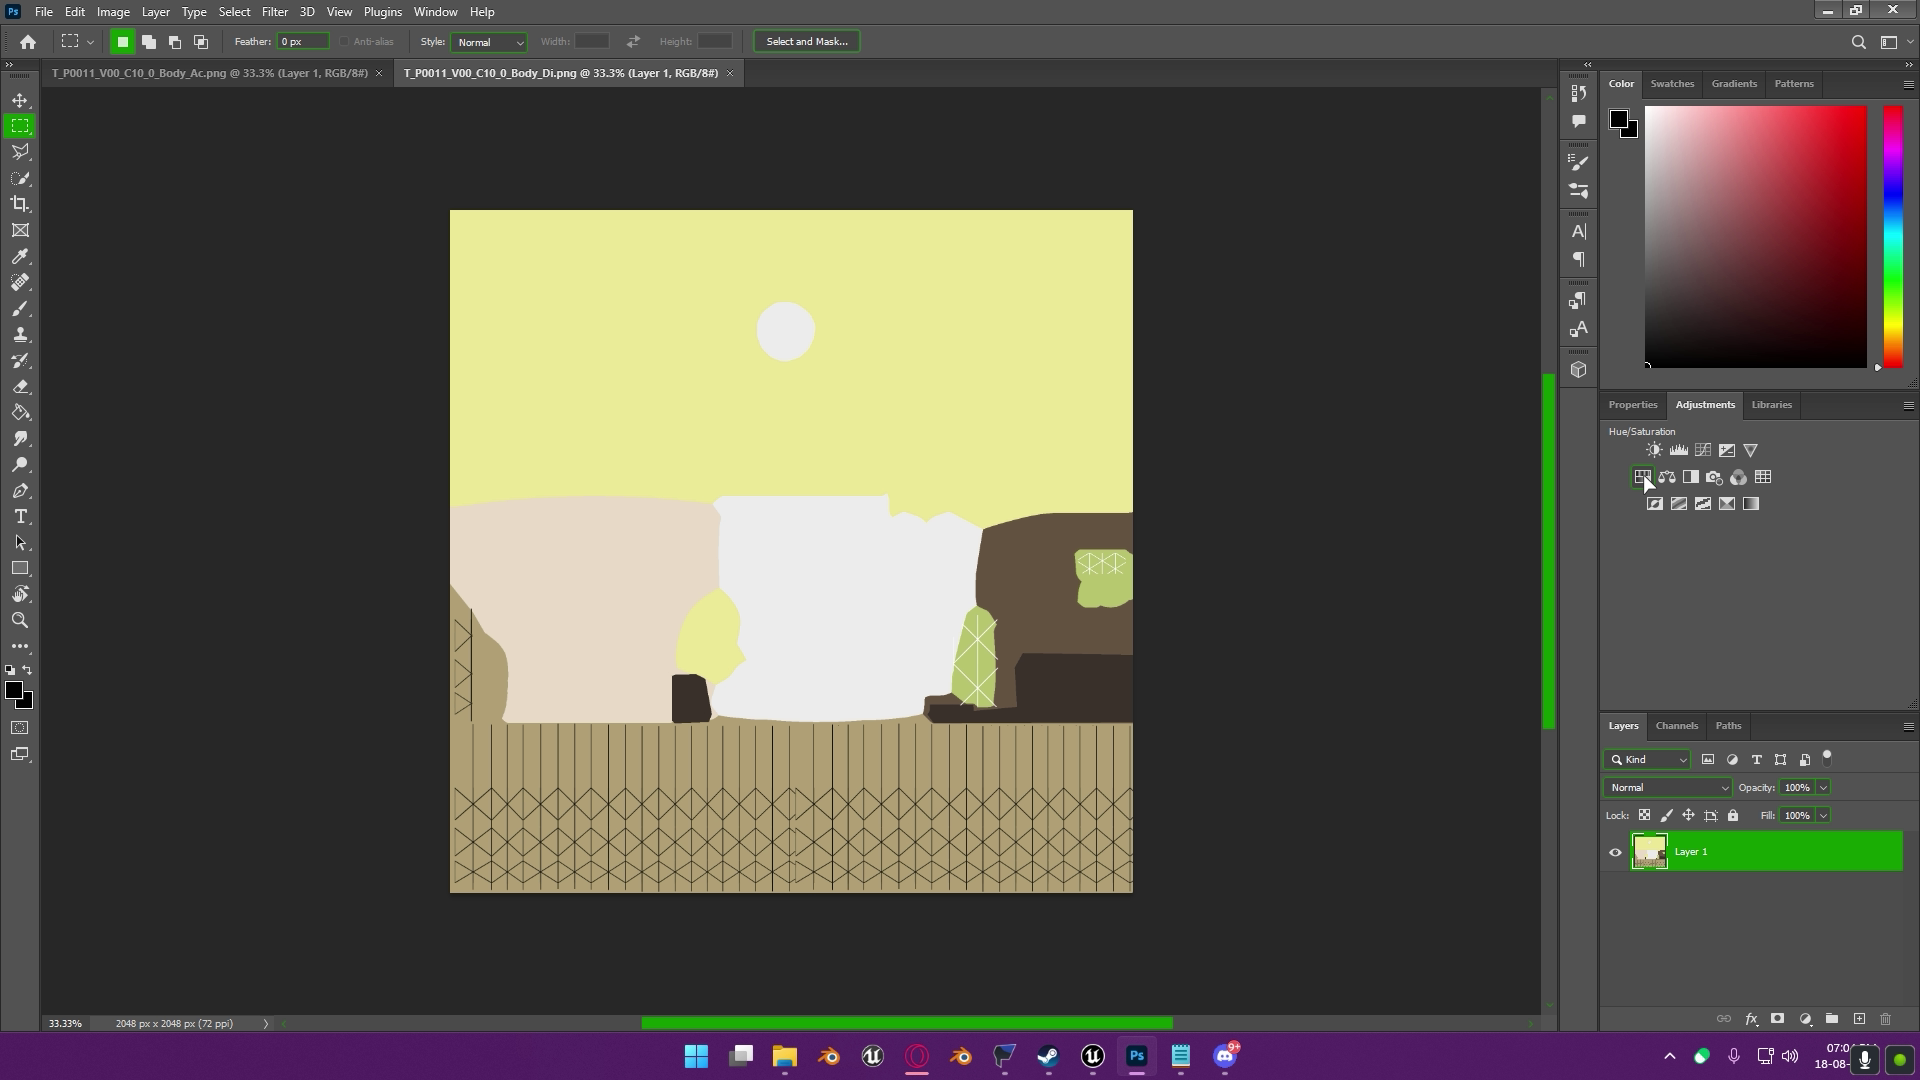 Ps File Edit Image Layer Type Select Filter 3D View Plugins Window Help
Feather: 0 px Anti-alias Style: Normal Width: Height: Select and Mask...
T_P0011_V00_C10_0_Body_Ac.png @ 33.3% (Layer 1, RGB/8#) × T_P0011_V00_C10_0_Body_Di.png @ 33.3% (Layer 1, RGB/8#) ×
Color Swatches Gradients Patterns
Properties Adjustments Libraries
Hue/Saturation
Layers Channels Paths
Kind
Normal Opacity: 100%
Lock: Fill: 100%
Layer 1
fx
33.33% 2048 px x 2048 px (72 ppi)
Ps 9+
07:0
18-08-